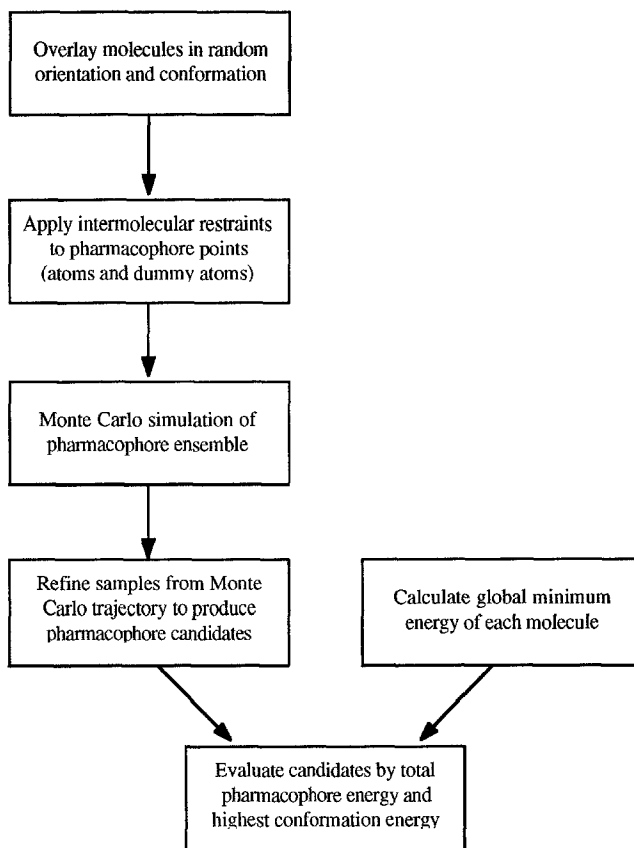 Overlay molecules in random
orientation and conformation
Apply intermolecular restraints
to pharmacophore points
(atoms and dummy atoms)
Monte Carlo simulation of
pharmacophore ensemble
Refine samples from Monte
Carlo trajectory to produce
pharmacophore candidates
Calculate global minimum
energy of each molecule
Evaluate candidates by total
pharmacophore energy and
highest conformation energy